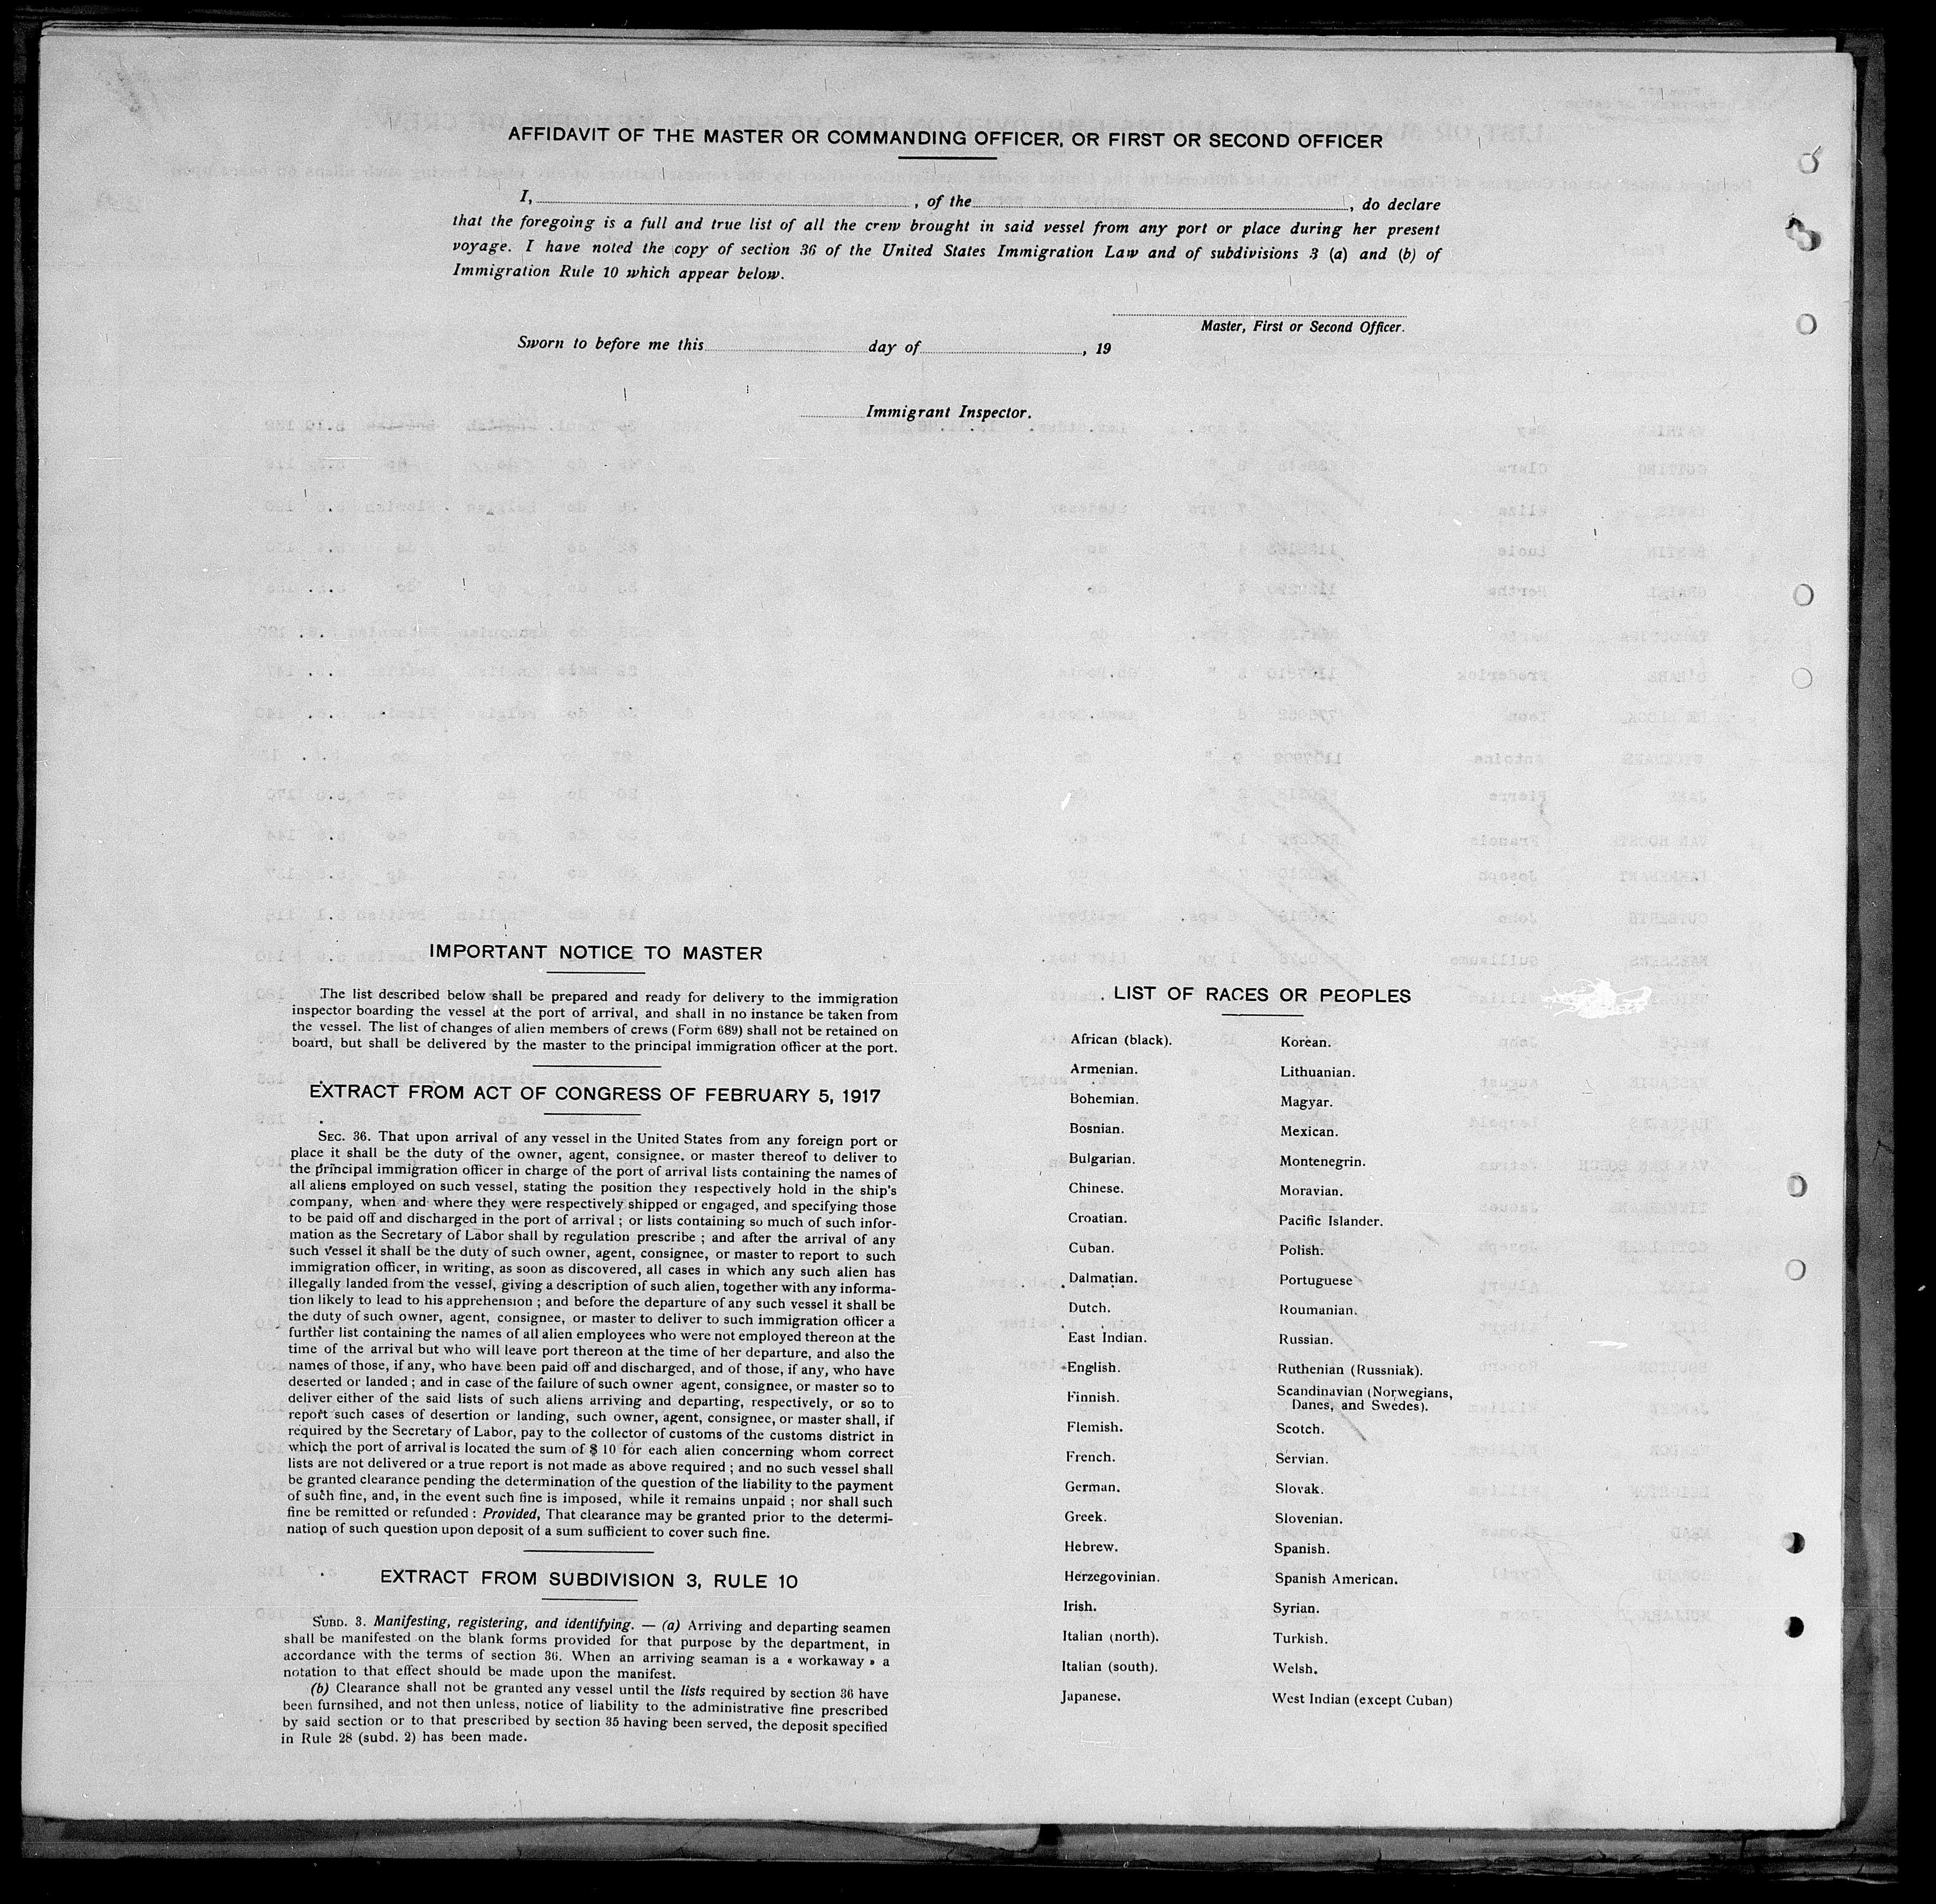 AFFIDAVIT OF THE MASTER OR COMMANDING OFFICER, OR FIRST OR SECOND OFFICER
I, , of the , do declare
that the foregoing is a full and true list of all the crew brought in said vessel from any port or place during her present
voyage. I have noted the copy of section 36 of the United States Immigration Law and of subdivisions 3 (a) and (b) of
Immigration Rule 10 which appear below.
Master, First or Second Officer.
Sworn to before me this day of , 19
Immigrant Inspector.
IMPORTANT NOTICE TO MASTER
The list described below shall be prepared and ready for delivery to the immigration
inspector boarding the vessel at the port of arrival, and shall in no instance be taken from
the vessel. The list of changes of alien members of crews (Form 689) shall not be retained on
board, but shall be delivered by the master to the principal immigration officer at the port.
EXTRACT FROM ACT OF CONGRESS OF FEBRUARY 5, 1917
SEC. 36. That upon arrival of any vessel in the United States from any foreign port or
place it shall be the duty of the owner, agent, consignee, or master thereof to deliver to
the principal immigration officer in charge of the port of arrival lists containing the names of
all aliens employed on such vessel, stating the position they respectively hold in the ship's
company, when and where they were respectively shipped or engaged, and specifying those
to be paid off and discharged in the port of arrival ; or lists containing so much of such infor-
mation as the Secretary of Labor shall by regulation prescribe ; and after the arrival of any
such vessel it shall be the duty of such owner, agent, consignee, or master to report to such
immigration officer, in writing, as soon as discovered, all cases in which any such alien has
illegally landed from the vessel, giving a description of such alien, together with any informa-
tion likely to lead to his apprehension ; and before the departure of any such vessel it shall be
the duty of such owner, agent, consignee, or master to deliver to such immigration officer a
further list containing the names of all alien employees who were not employed thereon at the
time of the arrival but who will leave port thereon at the time of her departure, and also the
names of those, if any, who have been paid off and discharged, and of those, if any, who have
deserted or landed ; and in case of the failure of such owner agent, consignee, or master so to
deliver either of the said lists of such aliens arriving and departing, respectively, or so to
report such cases of desertion or landing, such owner, agent, consignee, or master shall, if
required by the Secretary of Labor, pay to the collector of customs of the customs district in
which the port of arrival is located the sum of $ 10 for each alien concerning whom correct
lists are not delivered or a true report is not made as above required ; and no such vessel shall
be granted clearance pending the determination of the question of the liability to the payment
of such fine, and, in the event such fine is imposed, while it remains unpaid ; nor shall such
fine be remitted or refunded : Provided, That clearance may be granted prior to the determi-
nation of such question upon deposit of a sum sufficient to cover such fine.
EXTRACT FROM SUBDIVISION 3, RULE 10
SUBD. 3. Manifesting, registering, and identifying. — (a) Arriving and departing seamen
shall be manifested on the blank forms provided for that purpose by the department, in
accordance with the terms of section 36. When an arriving seaman is a « workaway » a
notation to that effect should be made upon the manifest.
(b) Clearance shall not be granted any vessel until the lists required by section 36 have
been furnsihed, and not then unless, notice of liability to the administrative fine prescribed
by said section or to that prescribed by section 35 having been served, the deposit specified
in Rule 28 (subd. 2) has been made.
LIST OF RACES OR PEOPLES
African (black).
Armenian.
Bohemian.
Bosnian.
Bulgarian.
Chinese.
Croatian.
Cuban.
Dalmatian.
Dutch.
East Indian.
English.
Finnish.
Flemish.
French.
German.
Greek.
Hebrew.
Herzegovinian.
Irish.
Italian (north).
Italian (south).
Japanese.
Korean.
Lithuanian.
Magyar.
Mexican.
Montenegrin.
Moravian.
Pacific Islander.
Polish.
Portuguese
Roumanian.
Russian.
Ruthenian (Russniak).
Scandinavian (Norwegians,
Danes, and Swedes).
Scotch.
Servian.
Slovak.
Slovenian.
Spanish.
Spanish American.
Syrian.
Turkish.
Welsh.
West Indian (except Cuban)